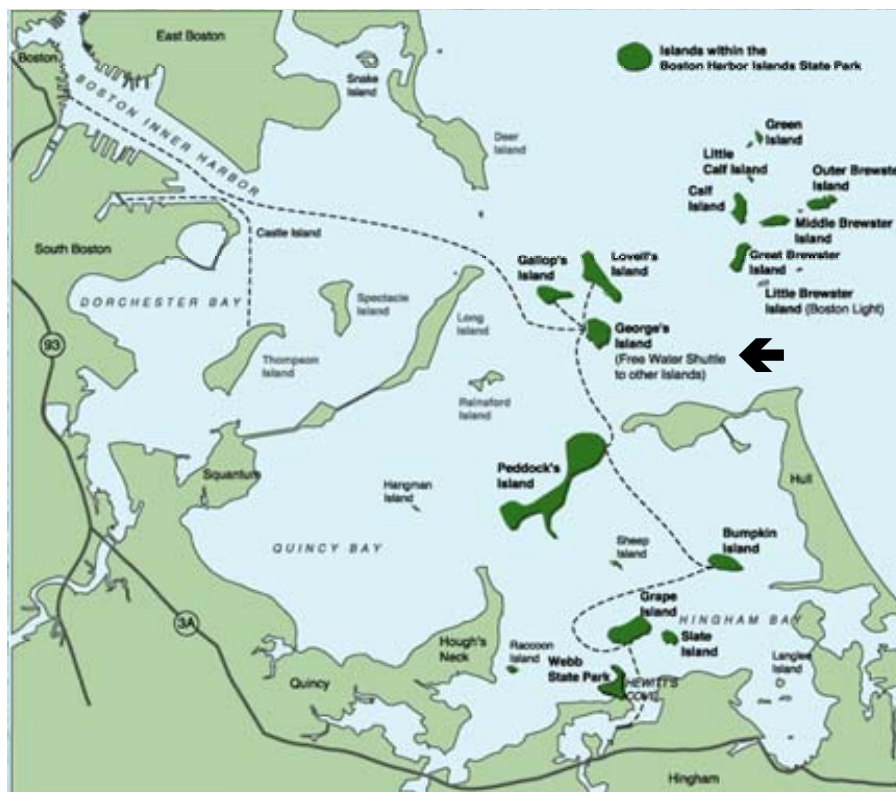 East Boston
Boston
Islands within the
Boston Harbor Islands State Park
Snake
Island
BOSTON INNER HARBOR
Deer
Island
Green
Island
Little
Calf Island
Outer Brewster
Island
Calf
Island
Middle Brewster
Island
Castle Island
South Boston
Gallop's
Island
Lovell's
Island
Great Brewster
Island
Little Brewster
Island (Boston Light)
DORCHESTER BAY
Spectacle
Island
Long
Island
George's
Island
(Free Water Shuttle
to other Islands)
93
Thompson
Island
Rainsford
Island
Squantum
Peddock's
Island
Hangman
Island
Hull
QUINCY BAY
Sheep
Island
Bumpkin
Island
3A
Grape
Island
HINGHAM BAY
Slate
Island
Hough's
Neck
Raccoon
Island
Webb
State Park
HEWITT'S
COVE
Langlee
Island
Quincy
Hingham